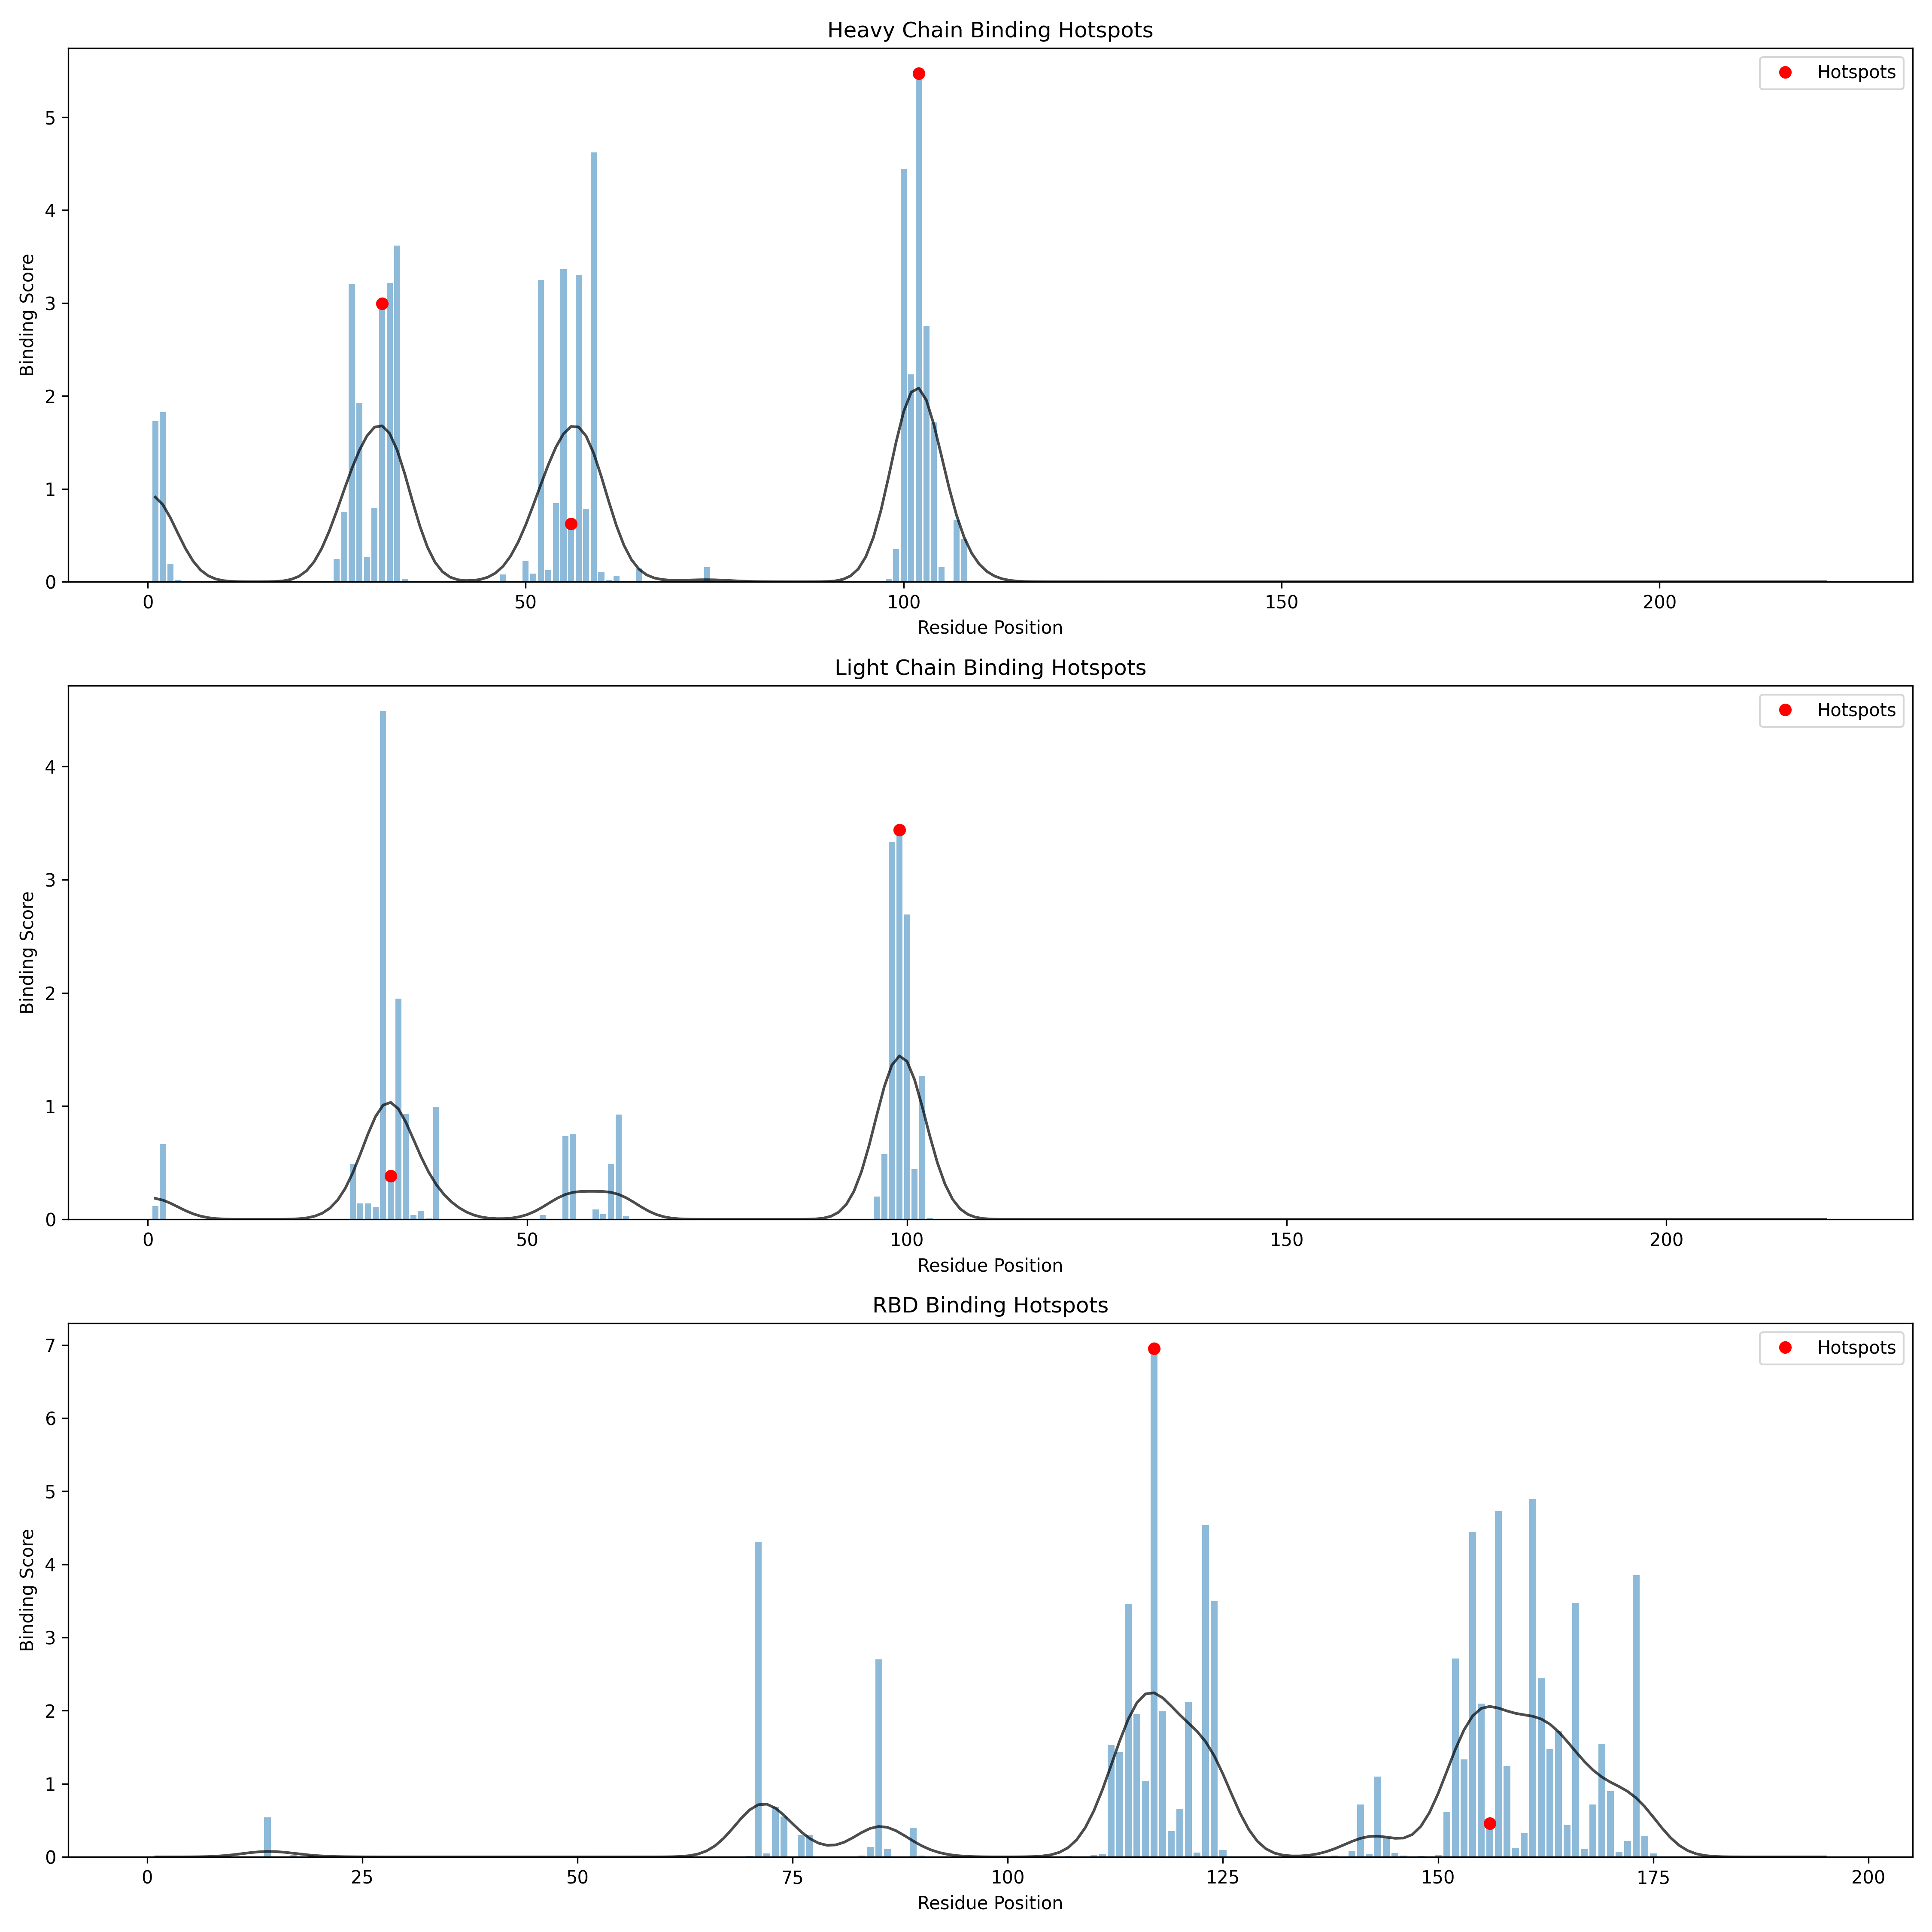 Heavy Chain Binding Hotspots
Hotspots
5
4
3
2
1
0
Binding Score
0 50 100 150 200
Residue Position
Light Chain Binding Hotspots
Hotspots
4
3
2
1
0
Binding Score
0 50 100 150 200
Residue Position
RBD Binding Hotspots
Hotspots
7
6
5
4
3
2
1
0
Binding Score
0 25 50 75 100 125 150 175 200
Residue Position